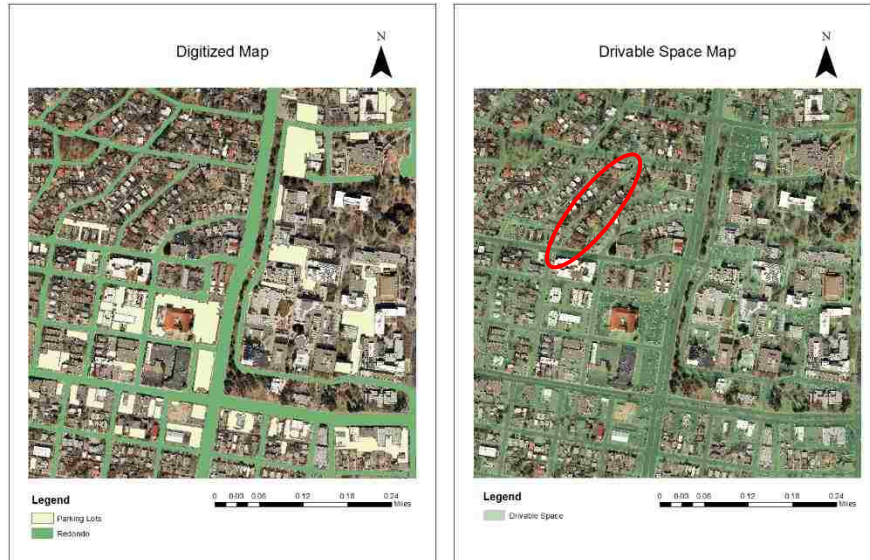 N
Digitized Map
Legend
Parking Lots
Redondo
0 0.03 0.06 0.12 0.18 0.24
Miles
N
Drivable Space Map
Legend
Drivable Space
0 0.03 0.06 0.12 0.18 0.24
Miles